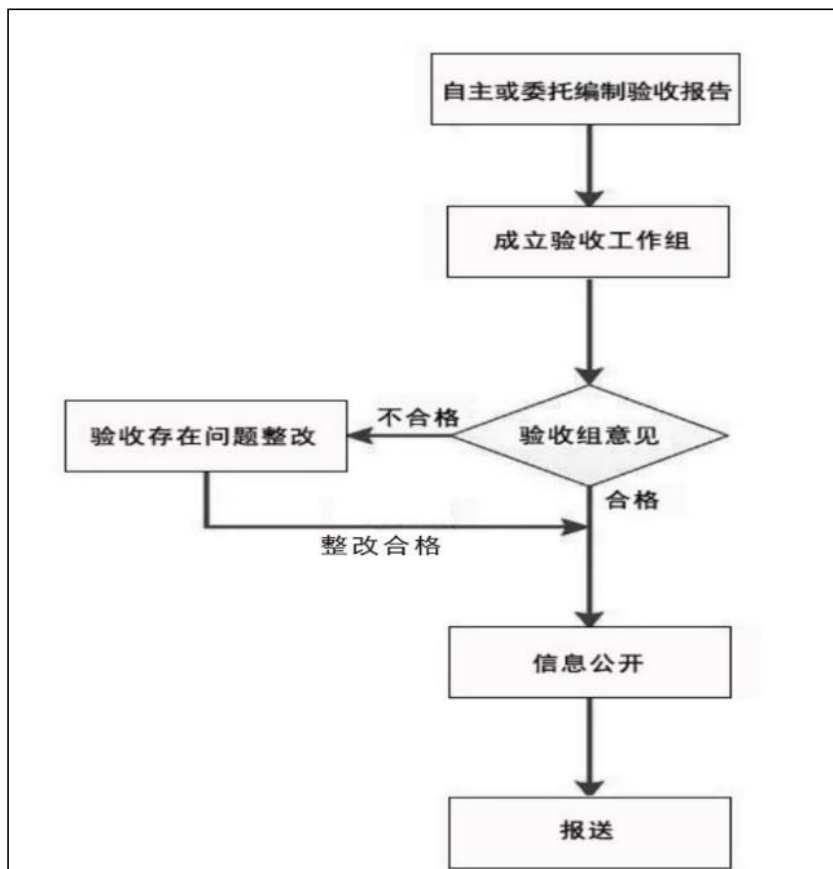 自主或委托编制验收报告
成立验收工作组
不合格
验收存在问题整改
验收组意见
合格
整改合格
信息公开
报送